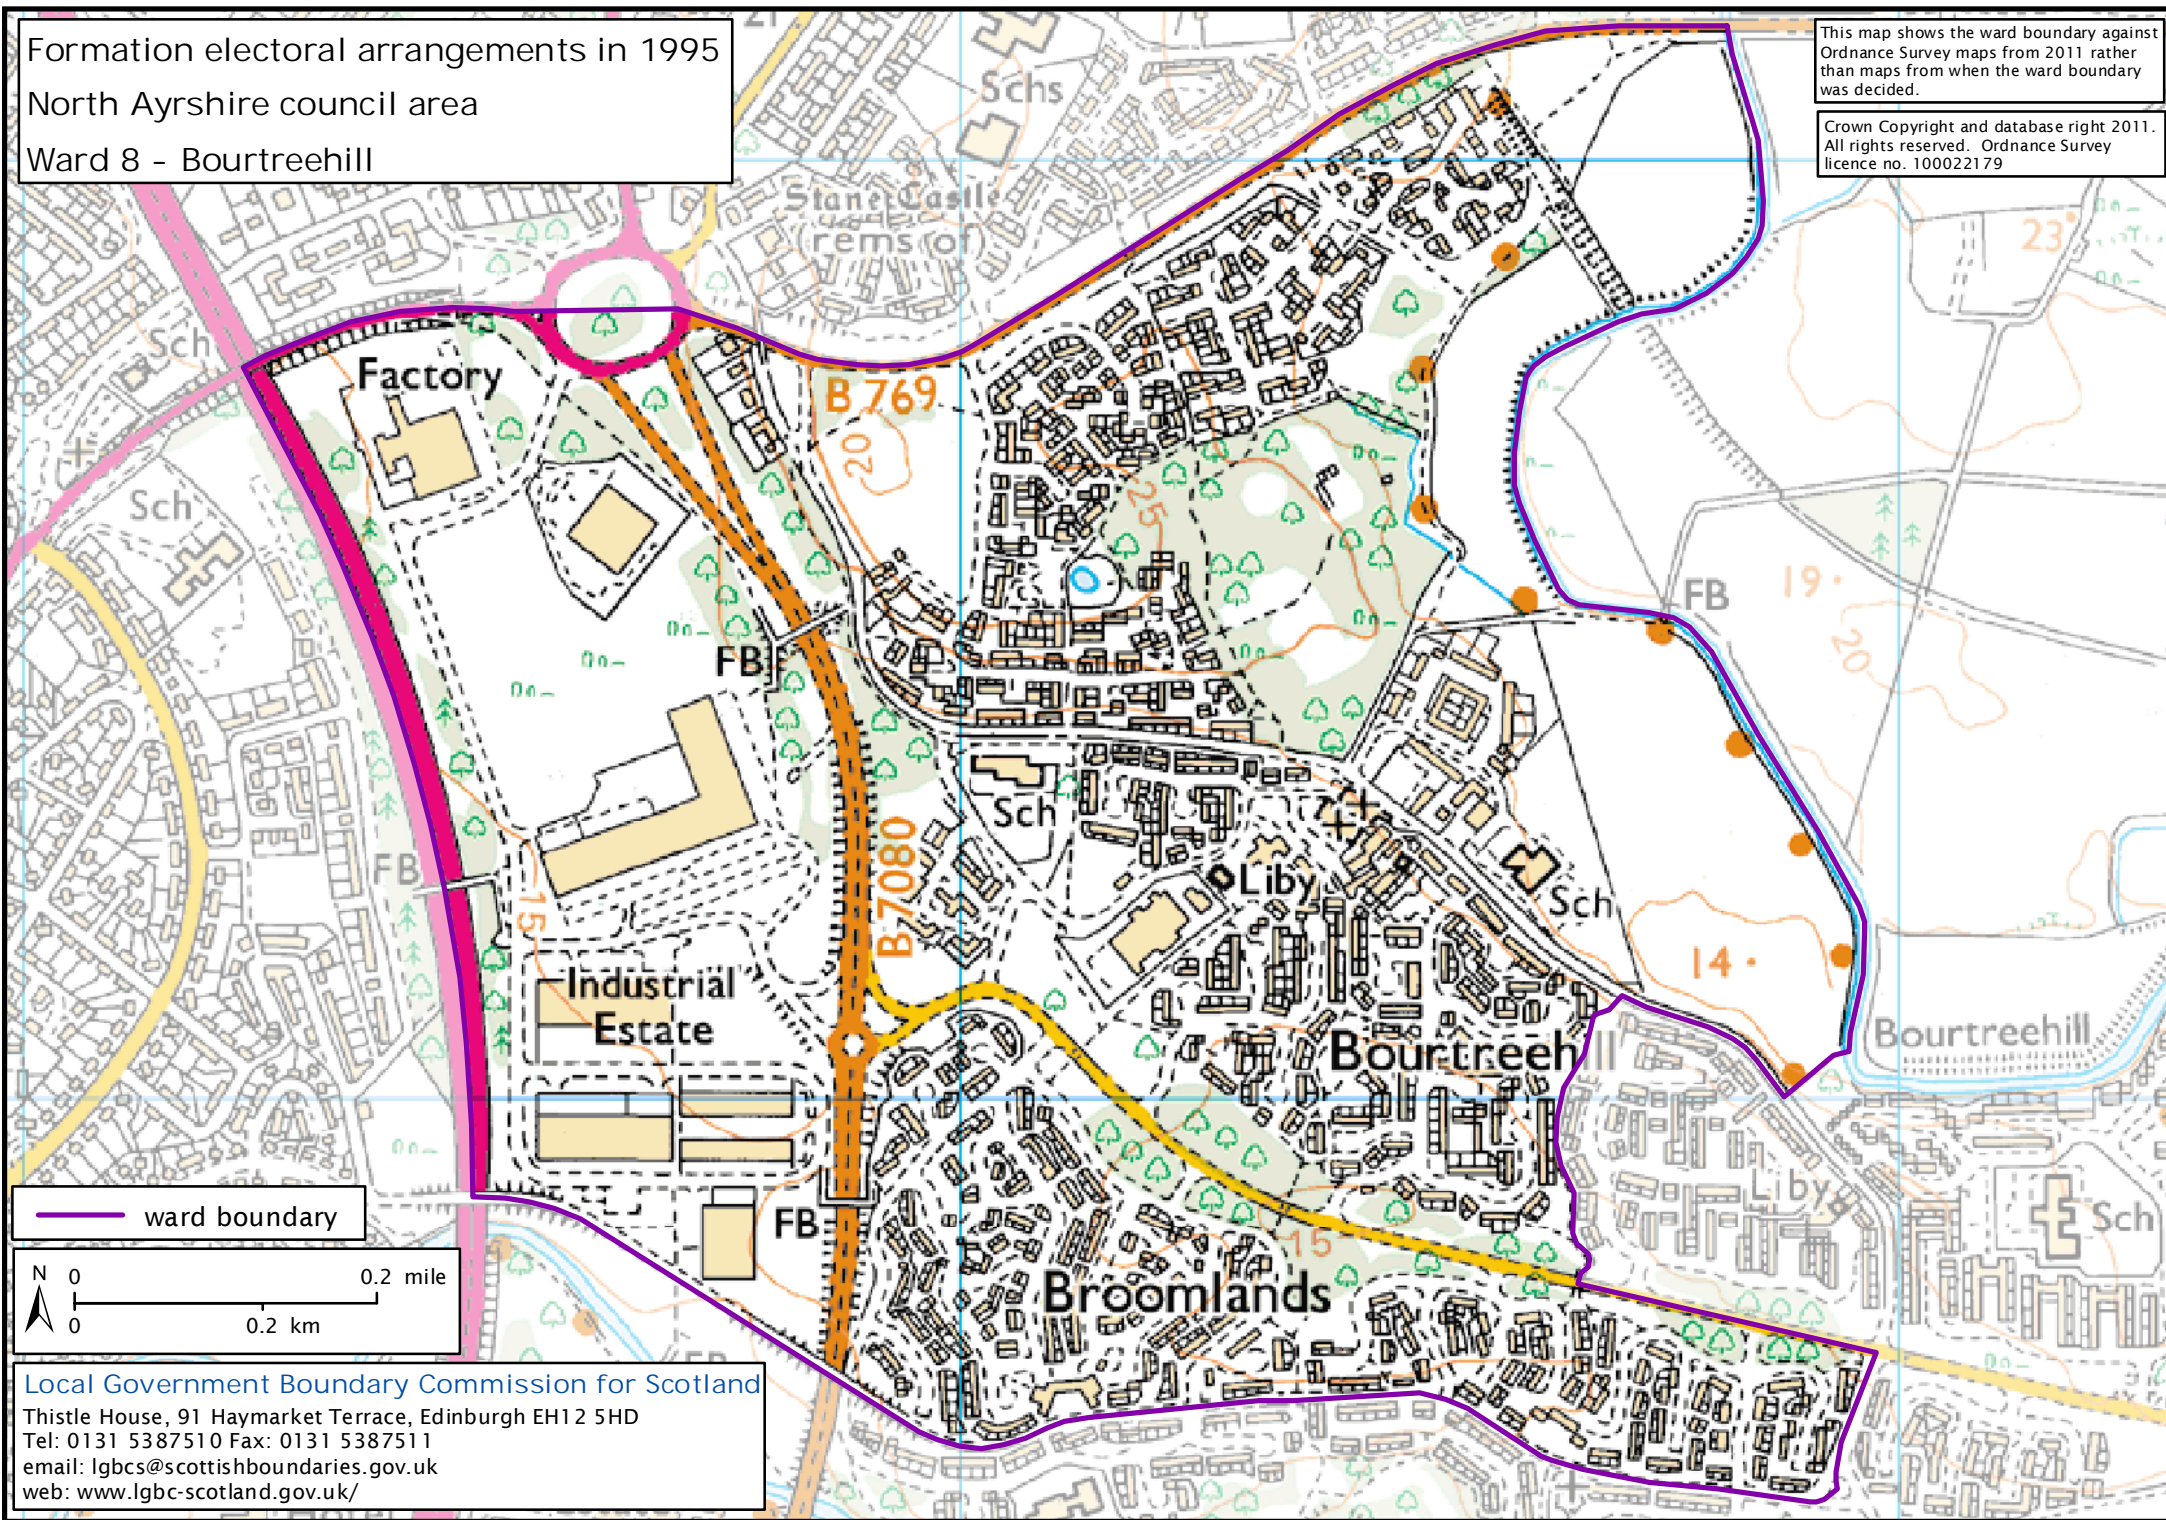 Formation electoral arrangements in 1995
North Ayrshire council area
Ward 8 - Bourtreehill
This map shows the ward boundary against
Ordnance Survey maps from 2011 rather
than maps from when the ward boundary
was decided.
Crown Copyright and database right 2011.
All rights reserved. Ordnance Survey
licence no. 100022179
21
Schs
Stane Castle
(rems of)
23
Sch
Factory
B 769
20
25
Sch
FB
19
20
FB
Sch
B7080
FB
Liby
Sch
15
14
Industrial
Estate
Bourtreehill
Bourtreehill
Liby
Sch
FB
15
Broomlands
FB
ward boundary
N
0
0.2 mile
0
0.2 km
Local Government Boundary Commission for Scotland
Thistle House, 91 Haymarket Terrace, Edinburgh EH12 5HD
Tel: 0131 5387510 Fax: 0131 5387511
email: lgbcs@scottishboundaries.gov.uk
web: www.lgbc-scotland.gov.uk/